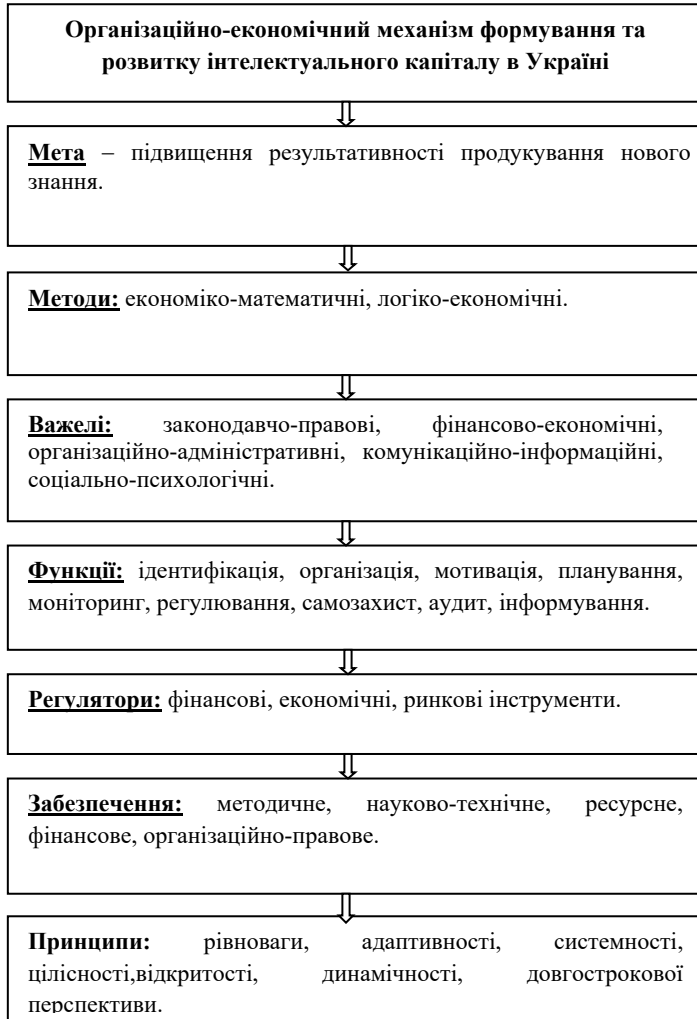 Організаційно-економічний механізм формування та
розвитку інтелектуального капіталу в Україні
Мета – підвищення результативності продукування нового
знання.
Методи: економіко-математичні, логіко-економічні.
Важелі: законодавчо-правові, фінансово-економічні,
організаційно-адміністративні, комунікаційно-інформаційні,
соціально-психологічні.
Функції: ідентифікація, організація, мотивація, планування,
моніторинг, регулювання, самозахист, аудит, інформування.
Регулятори: фінансові, економічні, ринкові інструменти.
Забезпечення: методичне, науково-технічне, ресурсне,
фінансове, організаційно-правове.
Принципи: рівноваги, адаптивності, системності,
цілісності,відкритості, динамічності, довгострокової
перспективи.